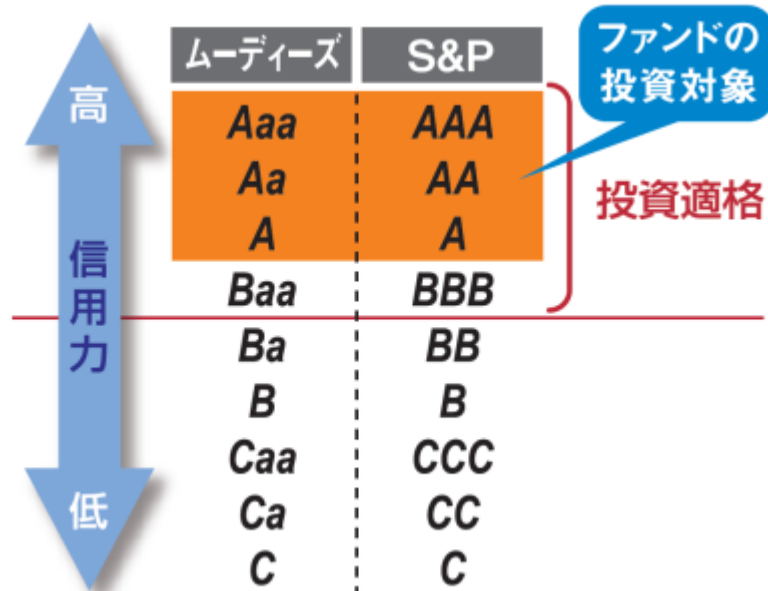 ムーディーズ S&P
ファンドの
投資対象
高
Aaa AAA
Aa AA
A A
投資適格
Baa BBB
信用力
Ba BB
B B
Caa CCC
Ca CC
低
C C